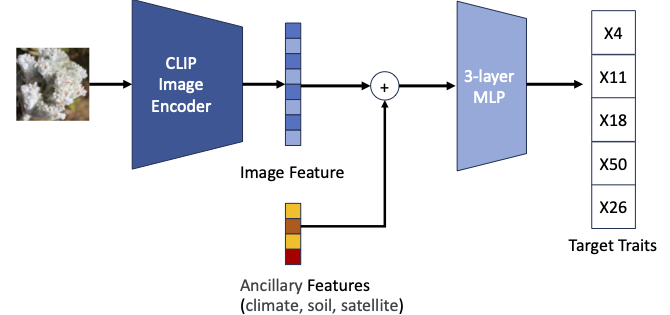 CLIP
Image
Encoder
Image Feature
+
3-layer
MLP
X4
X11
X18
X50
X26
Target Traits
Ancillary Features
(climate, soil, satellite)